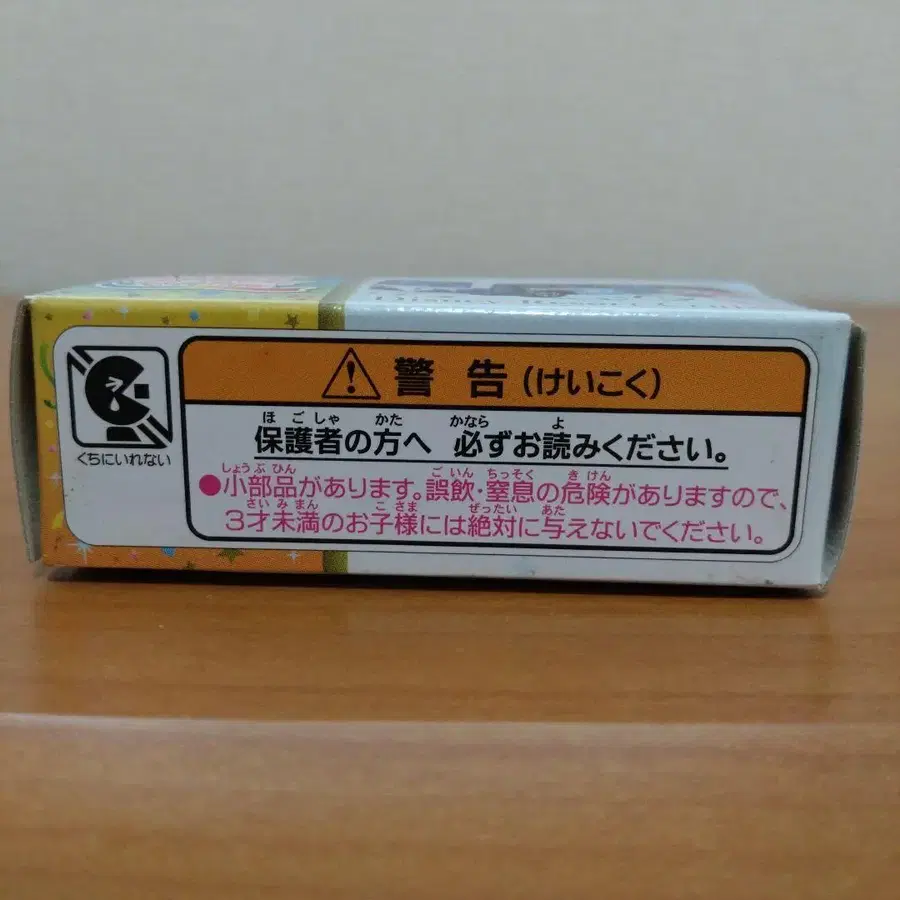 警告(けいこく)
ほごしゃ かた かなら よ
保護者の方へ 必ずお読みください。
くちにいれない
しょうぶひん ごいん ちっそく きけん
●小部品があります。誤飲・窒息の危険がありますので、
さいみまん こさま ぜったい あた
3才未満のお子様には絶対に与えないでください。